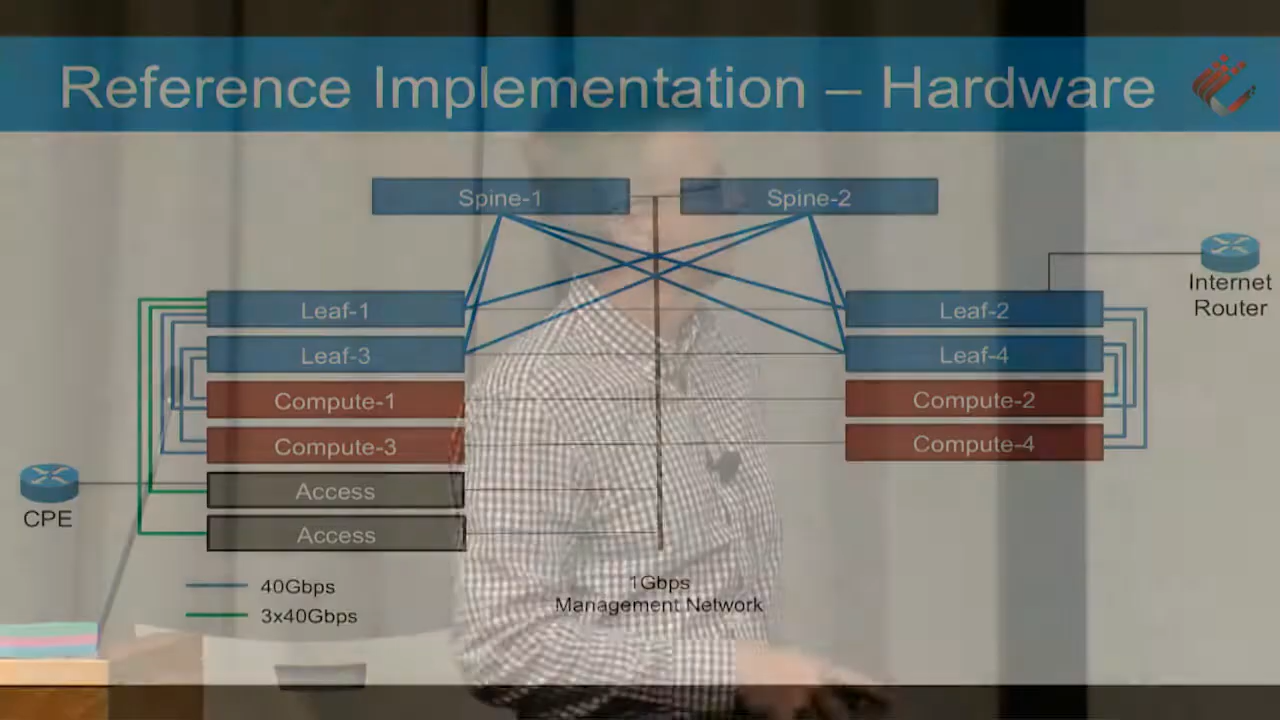 Reference Implementation – Hardware
Spine-1
Spine-2
Internet
Router
Leaf-1
Leaf-2
Leaf-3
Leaf-4
Compute-1
Compute-2
Compute-3
Compute-4
Access
Access
CPE
40Gbps
3x40Gbps
1Gbps
Management Network